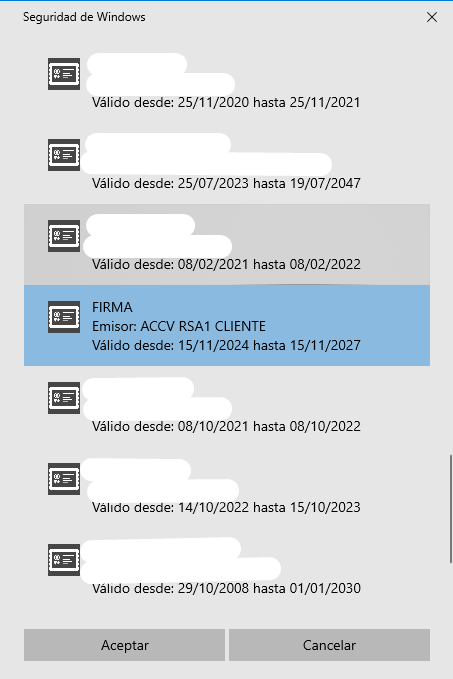 Seguridad de Windows
Válido desde: 25/11/2020 hasta 25/11/2021
Válido desde: 25/07/2023 hasta 19/07/2047
Válido desde: 08/02/2021 hasta 08/02/2022
FIRMA
Emisor: ACCV RSA1 CLIENTE
Válido desde: 15/11/2024 hasta 15/11/2027
Válido desde: 08/10/2021 hasta 08/10/2022
Válido desde: 14/10/2022 hasta 15/10/2023
Válido desde: 29/10/2008 hasta 01/01/2030
Aceptar
Cancelar